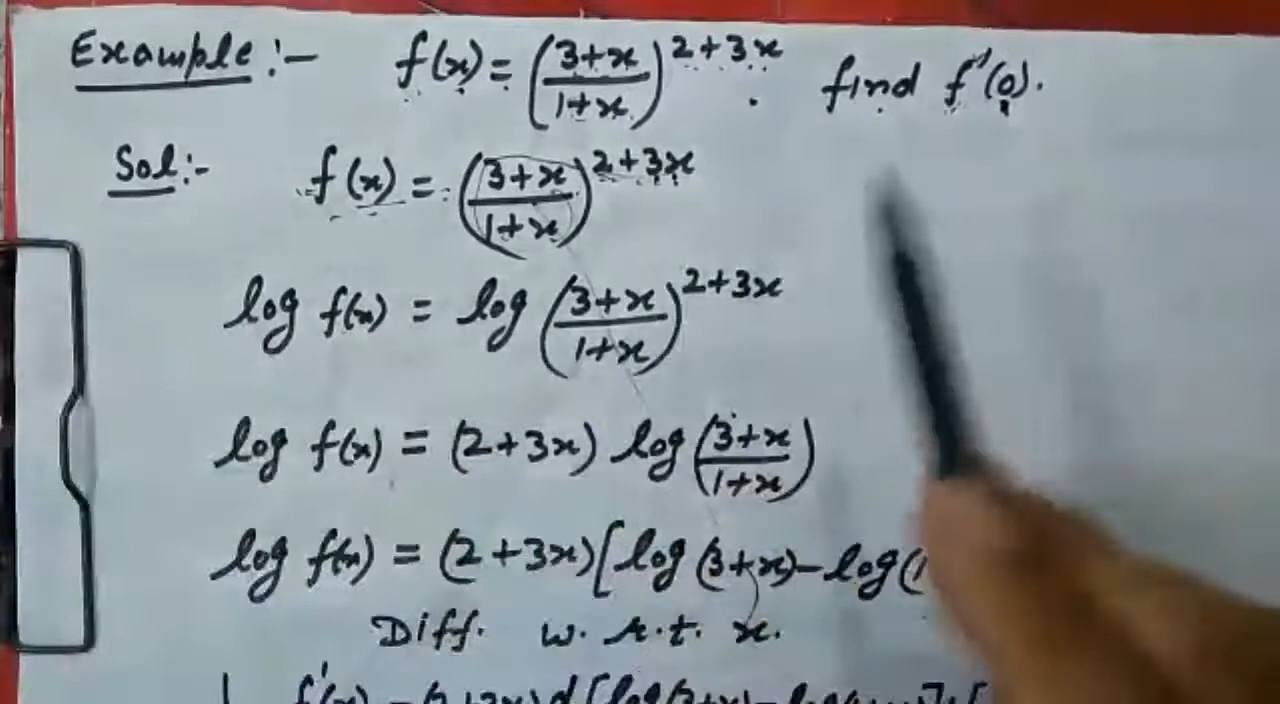 Example:- f(x) = ((3+x)/(1+x))^(2+3x). find f'(0).
Sol:- f(x) = ((3+x)/(1+x))^(2+3x)
log f(x) = log ((3+x)/(1+x))^(2+3x)
log f(x) = (2+3x) log ((3+x)/(1+x))
log f(x) = (2+3x)[log (3+x)-log(
Diff. w.r.t. x.